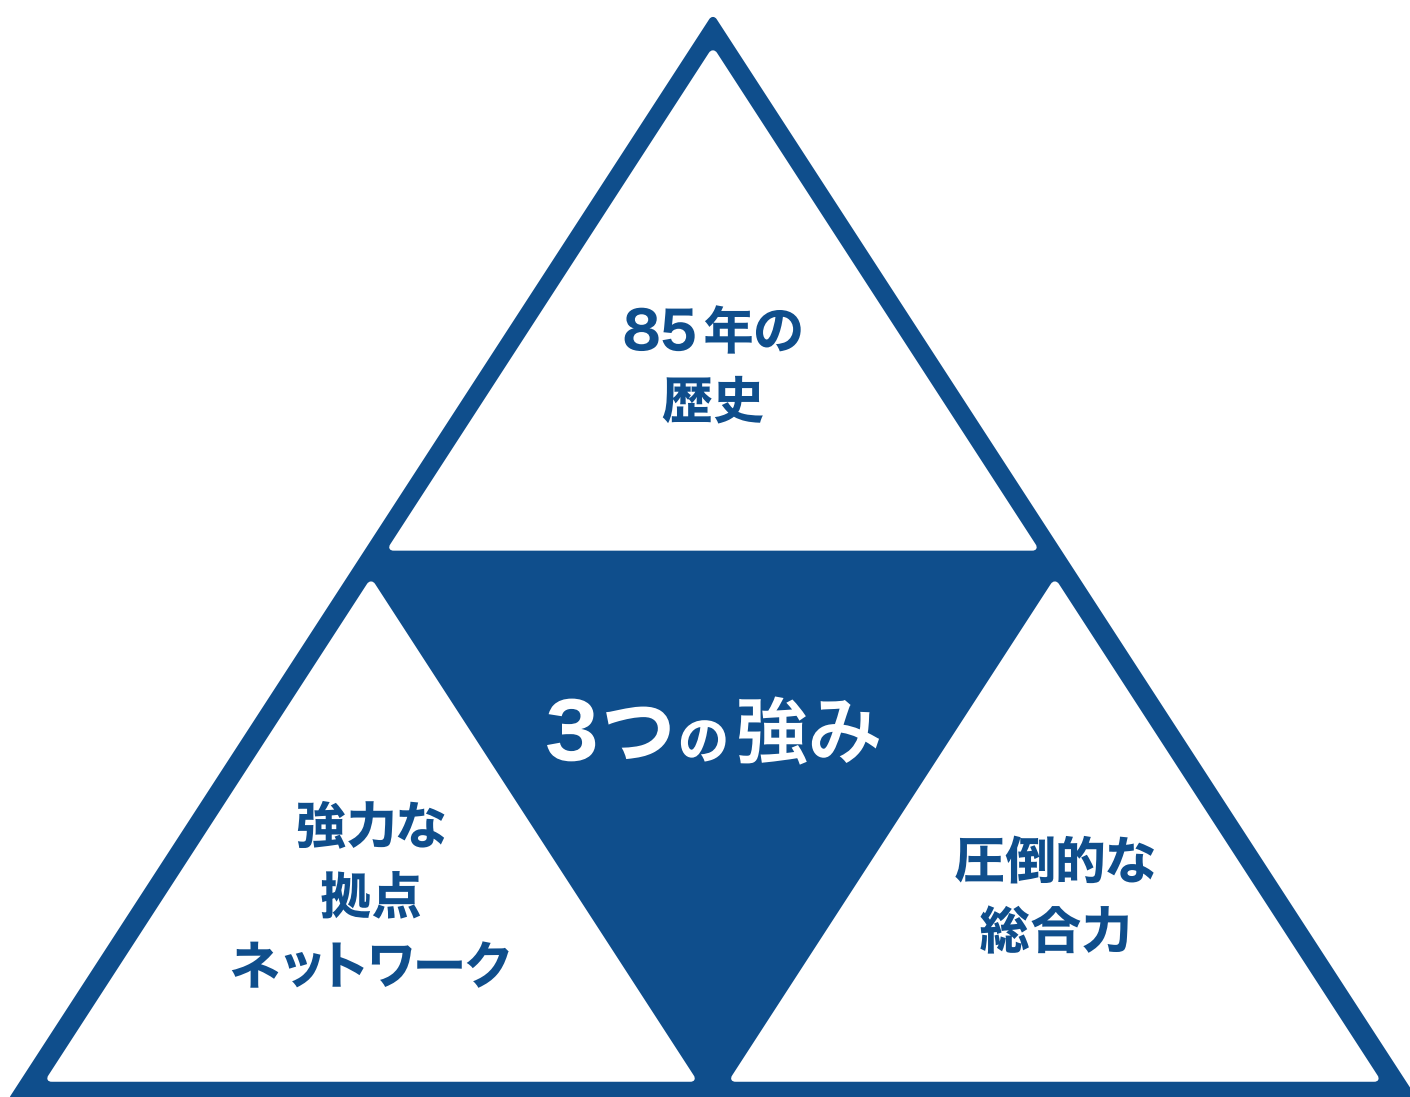 85年の
歴史
3つの強み
強力な
拠点
ネットワーク
圧倒的な
総合力